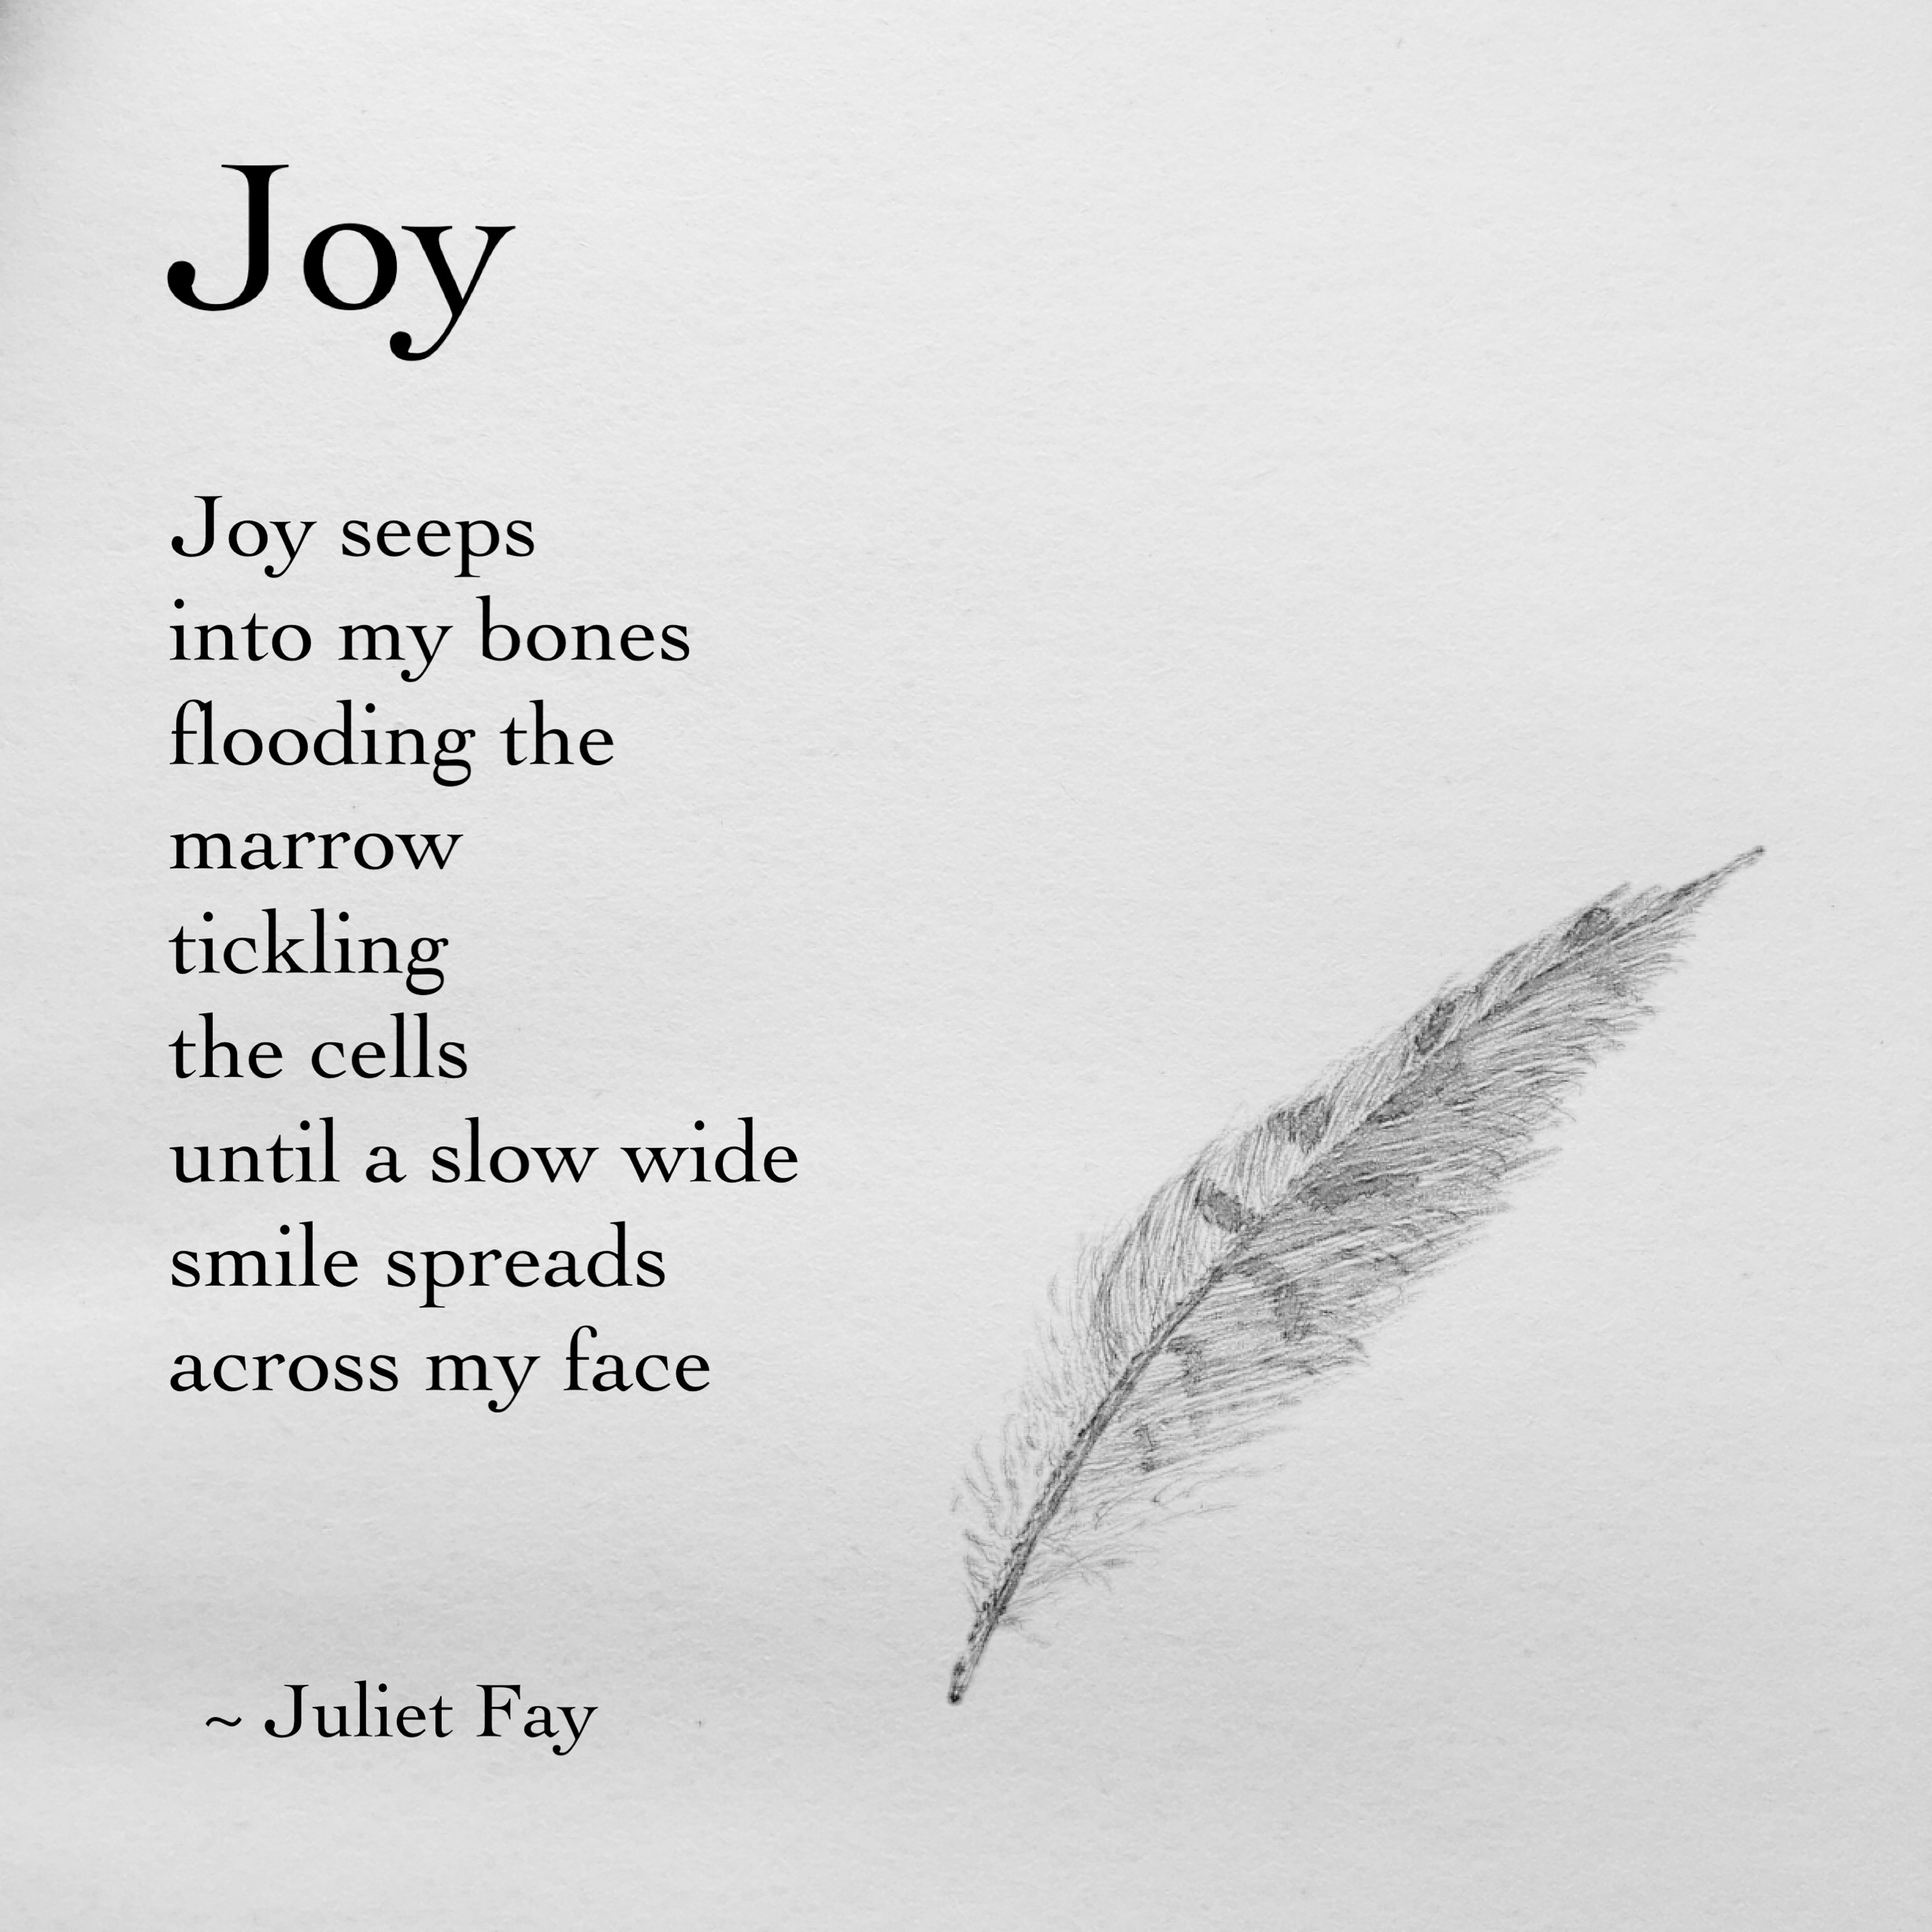 Joy
Joy seeps
into my bones
flooding the
marrow
tickling
the cells
until a slow wide
smile spreads
across my face
~ Juliet Fay